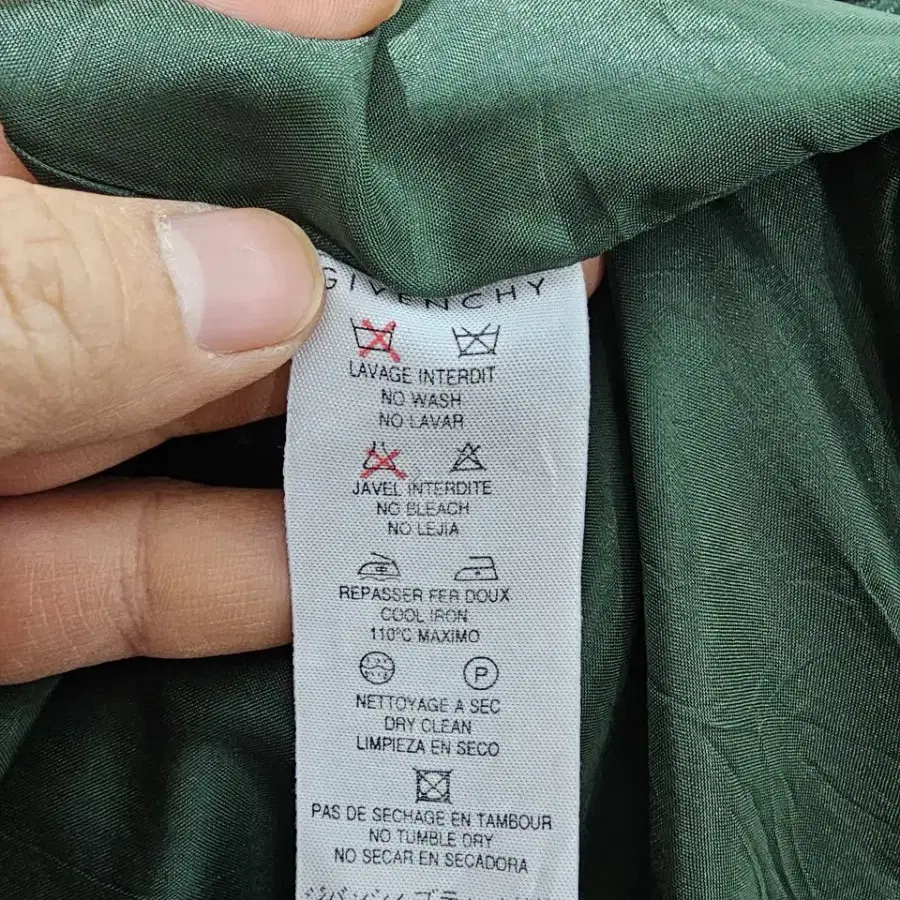 GIVENCHY
LAVAGE INTERDIT
NO WASH
NO LAVAR
JAVEL INTERDITE
NO BLEACH
NO LEJIA
REPASSER FER DOUX
COOL IRON
110°C MAXIMO
P
NETTOYAGE A SEC
DRY CLEAN
LIMPIEZA EN SECO
PAS DE SECHAGE EN TAMBOUR
NO TUMBLE DRY
NO SECAR EN SECADORA